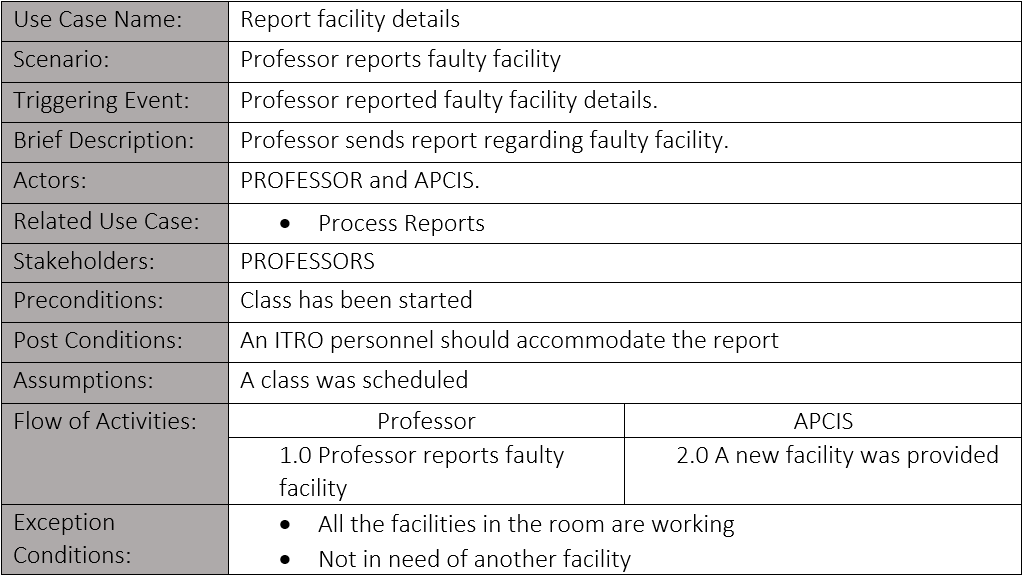 Use Case Name: Report facility details
Scenario: Professor reports faulty facility
Triggering Event: Professor reported faulty facility details.
Brief Description: Professor sends report regarding faulty facility.
Actors: PROFESSOR and APCIS.
Related Use Case: • Process Reports
Stakeholders: PROFESSORS
Preconditions: Class has been started
Post Conditions: An ITRO personnel should accommodate the report
Assumptions: A class was scheduled
Flow of Activities: Professor APCIS
1.0 Professor reports faulty
facility
2.0 A new facility was provided
Exception
Conditions:
• All the facilities in the room are working
• Not in need of another facility